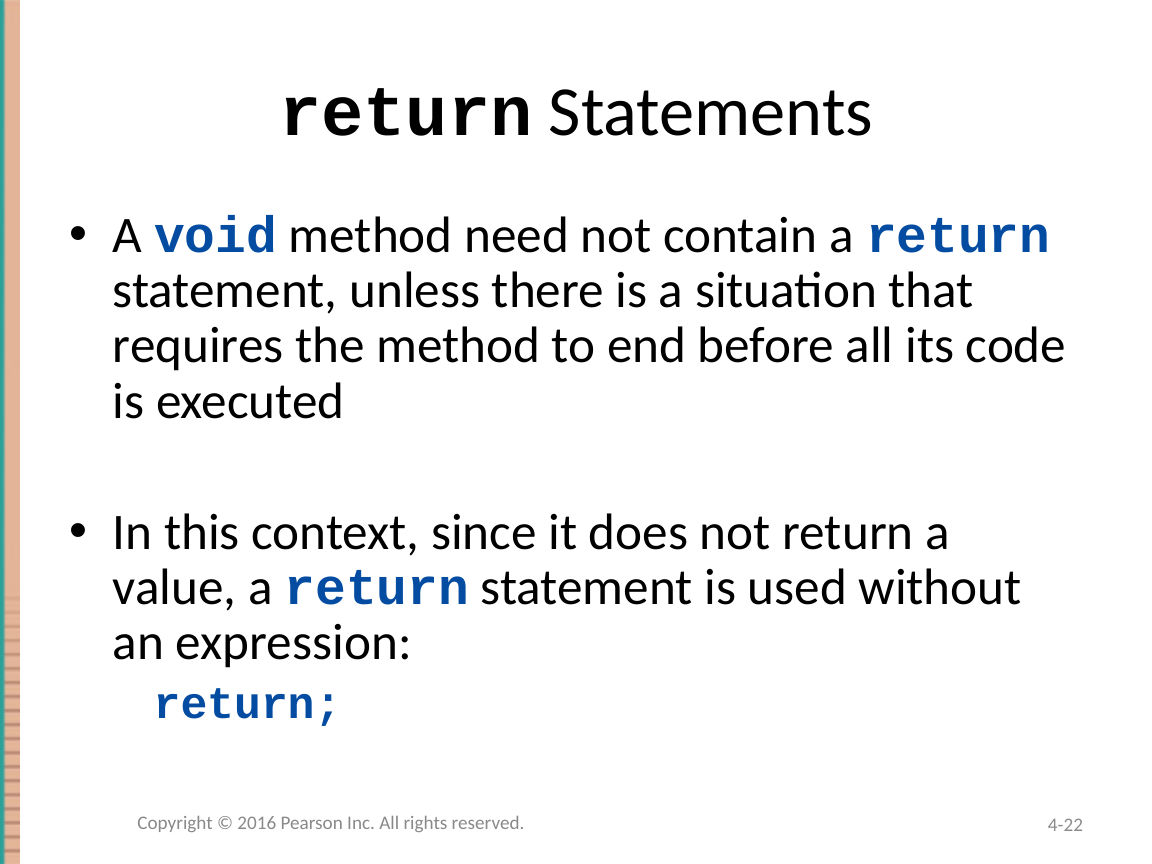 return Statements
• A void method need not contain a return
statement, unless there is a situation that
requires the method to end before all its code
is executed
• In this context, since it does not return a
value, a return statement is used without
an expression:
return;
Copyright © 2016 Pearson Inc. All rights reserved.
4-22